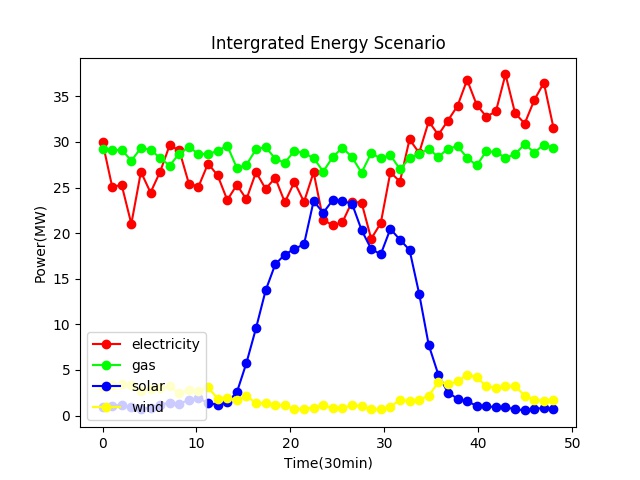 Intergrated Energy Scenario
Power(MW)
35
30
25
20
15
10
5
0
electricity
gas
solar
wind
0 10 20 30 40 50
Time(30min)